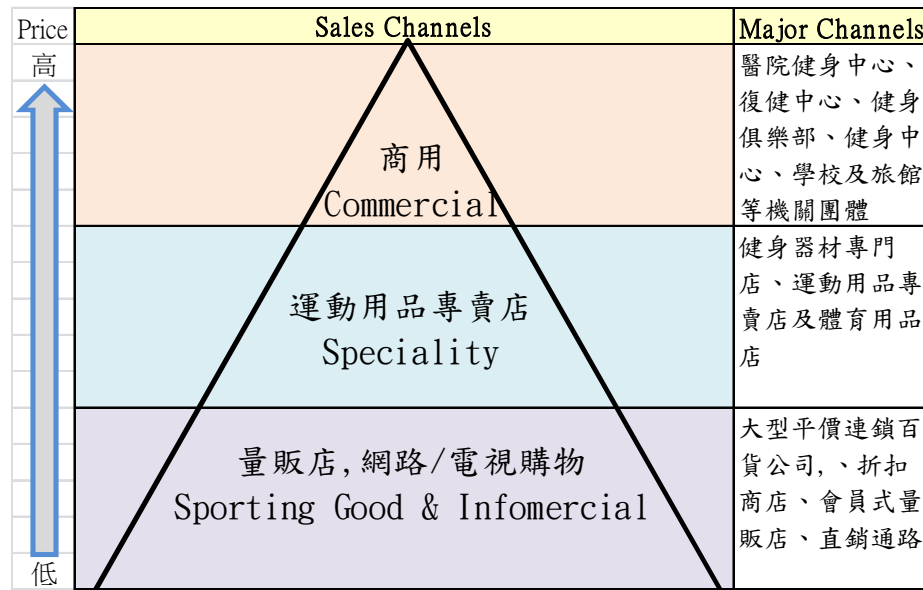 Price
Sales Channels
Major Channels
高
商用
Commercial
醫院健身中心、
復健中心、健身
俱樂部、健身中
心、學校及旅館
等機關團體
運動用品專賣店
Speciality
健身器材專門
店、運動用品專
賣店及體育用品
店
量販店,網路/電視購物
Sporting Good & Infomercial
大型平價連鎖百
貨公司,、折扣
商店、會員式量
販店、直銷通路
低